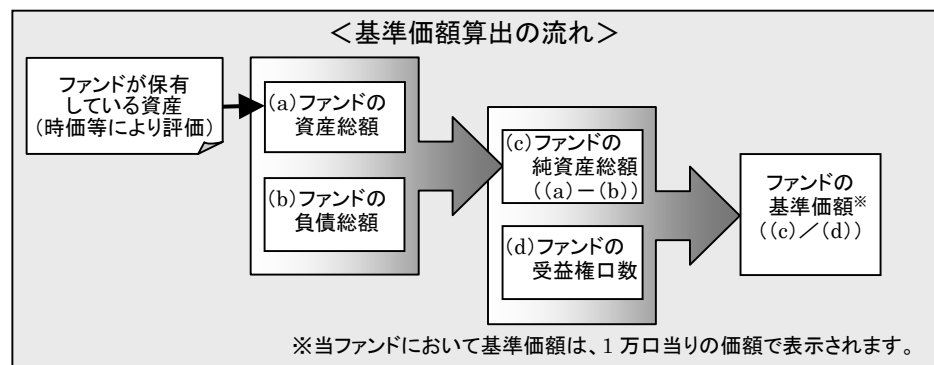 ＜基準価額算出の流れ＞
ファンドが保有
している資産
（時価等により評価）
(a)ファンドの
資産総額
(b)ファンドの
負債総額
(c)ファンドの
純資産総額
((a)－(b))
(d)ファンドの
受益権口数
ファンドの
基準価額※
((c)／(d))
※当ファンドにおいて基準価額は、1 万口当りの価額で表示されます。